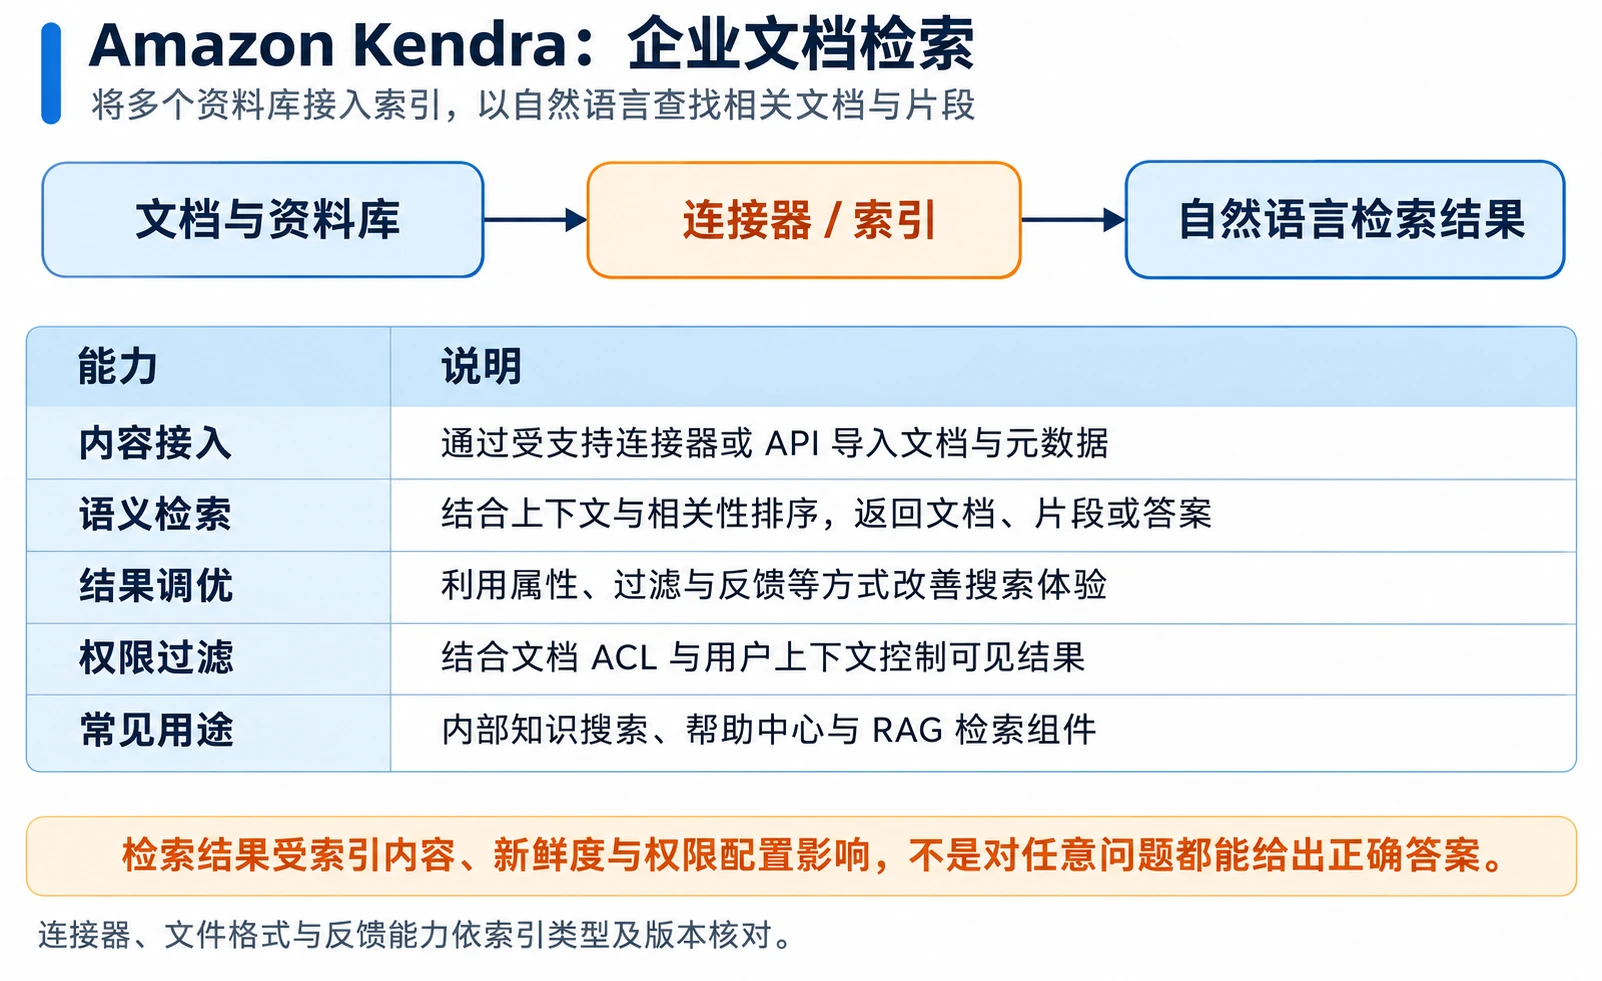 Amazon Kendra：企业文档检索
将多个资料库接入索引，以自然语言查找相关文档与片段
文档与资料库
连接器 / 索引
自然语言检索结果
能力 说明
内容接入 通过受支持连接器或 API 导入文档与元数据
语义检索 结合上下文与相关性排序，返回文档、片段或答案
结果调优 利用属性、过滤与反馈等方式改善搜索体验
权限过滤 结合文档 ACL 与用户上下文控制可见结果
常见用途 内部知识搜索、帮助中心与 RAG 检索组件
检索结果受索引内容、新鲜度与权限配置影响，不是对任意问题都能给出正确答案。
连接器、文件格式与反馈能力依索引类型及版本核对。